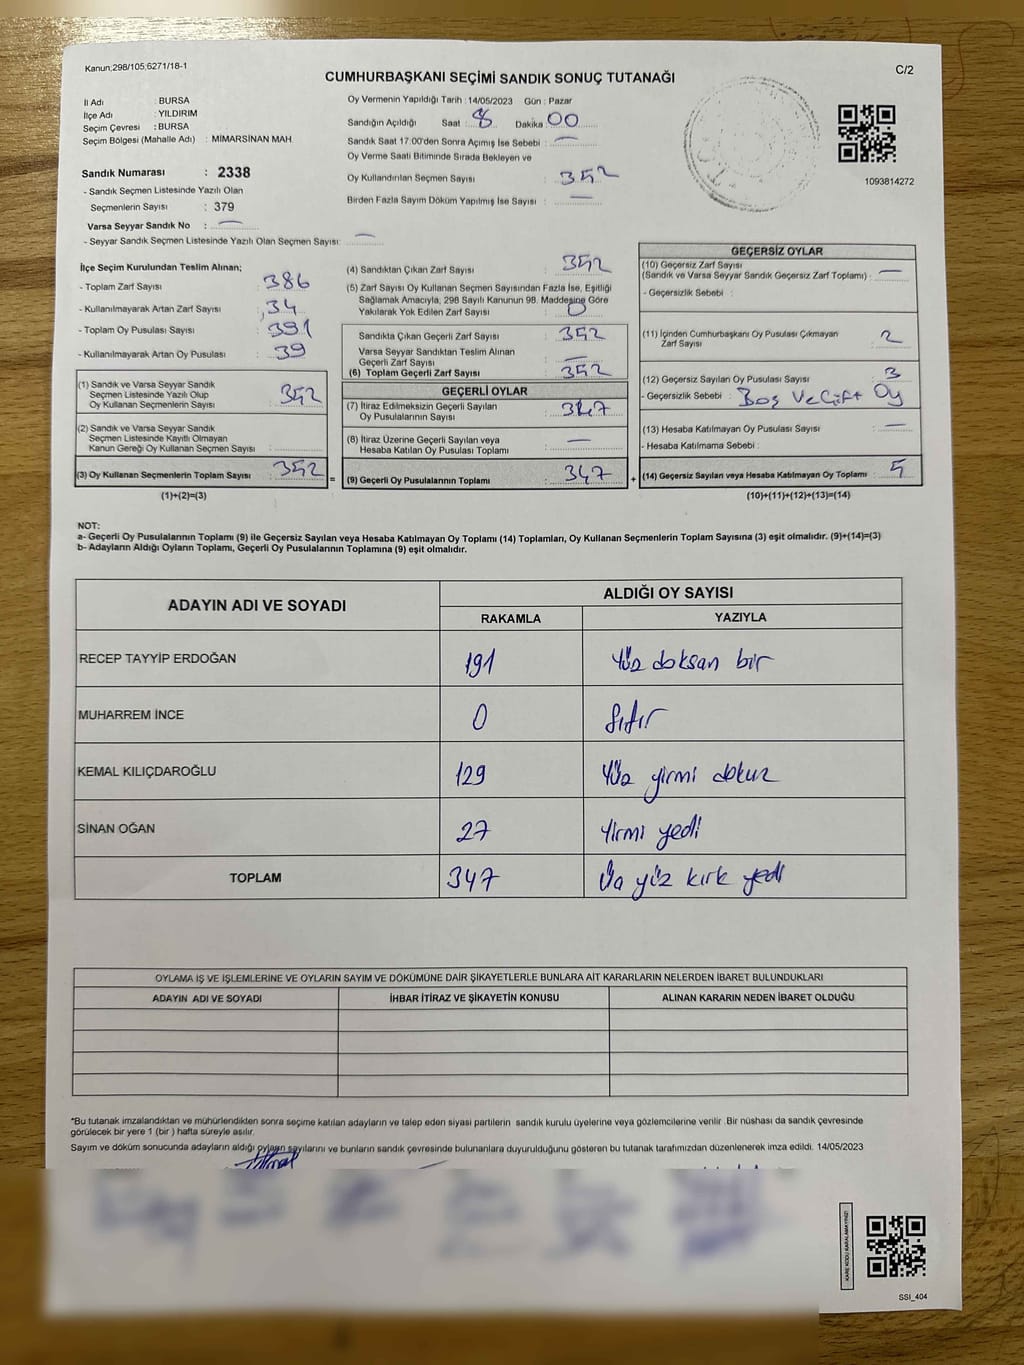 Kanun;298/105,6271/18-1
C/2
CUMHURBAŞKANI SEÇİMİ SANDIK SONUÇ TUTANAĞI
İl Adı : BURSA
İlçe Adı : YILDIRIM
Seçim Çevresi : BURSA
Seçim Bölgesi (Mahalle Adı) : MİMARSİNAN MAH
Sandık Numarası : 2338
- Sandık Seçmen Listesinde Yazılı Olan
Seçmenlerin Sayısı : 379
Varsa Seyyar Sandık No : —
- Seyyar Sandık Seçmen Listesinde Yazılı Olan Seçmen Sayısı: —
Oy Vermenin Yapıldığı Tarih : 14/05/2023 Gün : Pazar
Sandığın Açıldığı Saat : 8 Dakika : 00
Sandık Saat 17:00'den Sonra Açımış İse Sebebi : —
Oy Verme Saati Bitiminde Sırada Bekleyen ve
Oy Kullandırılan Seçmen Sayısı : 352
Birden Fazla Sayım Döküm Yapılmış İse Sayısı : —
1093814272
İlçe Seçim Kurulundan Teslim Alınan;
- Toplam Zarf Sayısı : 386
- Kullanılmayarak Artan Zarf Sayısı : 34
- Toplam Oy Pusulası Sayısı : 391
- Kullanılmayarak Artan Oy Pusulası : 39
(1) Sandık ve Varsa Seyyar Sandık
Seçmen Listesinde Yazılı Olup
Oy Kullanan Seçmenlerin Sayısı : 352
(2) Sandık ve Varsa Seyyar Sandık
Seçmen Listesinde Kayıtlı Olmayan
Kanun Gereği Oy Kullanan Seçmen Sayısı :
(3) Oy Kullanan Seçmenlerin Toplam Sayısı : 352
(1)+(2)=(3)
(4) Sandıktan Çıkan Zarf Sayısı : 352
(5) Zarf Sayısı Oy Kullanan Seçmen Sayısından Fazla İse, Eşitliği
Sağlamak Amacıyla, 298 Sayılı Kanunun 98. Maddesine Göre
Yakılarak Yok Edilen Zarf Sayısı : 0
Sandıkta Çıkan Geçerli Zarf Sayısı : 352
Varsa Seyyar Sandıktan Teslim Alınan
Geçerli Zarf Sayısı : —
(6) Toplam Geçerli Zarf Sayısı : 352
=
GEÇERLİ OYLAR
(7) İtiraz Edilmeksizin Geçerli Sayılan
Oy Pusulalarının Sayısı : 347
(8) İtiraz Üzerine Geçerli Sayılan veya
Hesaba Katılan Oy Pusulası Toplamı : —
(9) Geçerli Oy Pusulalarının Toplamı : 347
+
GEÇERSİZ OYLAR
(10) Geçersiz Zarf Sayısı
(Sandık ve Varsa Seyyar Sandık Geçersiz Zarf Toplamı) : —
- Geçersizlik Sebebi :
(11) İçinden Cumhurbaşkanı Oy Pusulası Çıkmayan
Zarf Sayısı : 2
(12) Geçersiz Sayılan Oy Pusulası Sayısı : 3
- Geçersizlik Sebebi : Boş Ve Çift Oy
(13) Hesaba Katılmayan Oy Pusulası Sayısı : —
- Hesaba Katılmama Sebebi :
(14) Geçersiz Sayılan veya Hesaba Katılmayan Oy Toplamı : 5
(10)+(11)+(12)+(13)=(14)
NOT:
a- Geçerli Oy Pusulalarının Toplamı (9) ile Geçersiz Sayılan veya Hesaba Katılmayan Oy Toplamı (14) Toplamları, Oy Kullanan Seçmenlerin Toplam Sayısına (3) eşit olmalıdır. (9)+(14)=(3)
b- Adayların Aldığı Oyların Toplamı, Geçerli Oy Pusulalarının Toplamına (9) eşit olmalıdır.
ADAYIN ADI VE SOYADI ALDIĞI OY SAYISI
RAKAMLA YAZIYLA
RECEP TAYYİP ERDOĞAN 191 Yüz doksan bir
MUHARREM İNCE 0 Sıfır
KEMAL KILIÇDAROĞLU 129 Yüz yirmi dokuz
SİNAN OĞAN 27 Yirmi yedi
TOPLAM 347 Üç yüz kırk yedi
OYLAMA İŞ VE İŞLEMLERİNE VE OYLARIN SAYIM VE DÖKÜMÜNE DAİR ŞİKAYETLERLE BUNLARA AİT KARARLARIN NELERDEN İBARET BULUNDUKLARI
ADAYIN ADI VE SOYADI İHBAR İTİRAZ VE ŞİKAYETİN KONUSU ALINAN KARARIN NEDEN İBARET OLDUĞU
*Bu tutanak imzalandıktan ve mühürlendikten sonra seçime katılan adayların ve talep eden siyasi partilerin sandık kurulu üyelerine veya gözlemcilerine verilir. Bir nüshası da sandık çevresinde
görülecek bir yere 1 (bir ) hafta süreyle asılır.
Sayım ve döküm sonucunda adayların aldığı oyların sayılarını ve bunların sandık çevresinde bulunanlara duyurulduğunu gösteren bu tutanak tarafımızdan düzenlenerek imza edildi. 14/05/2023
KARE KODU KARALAMAYINIZ!
SSI_404